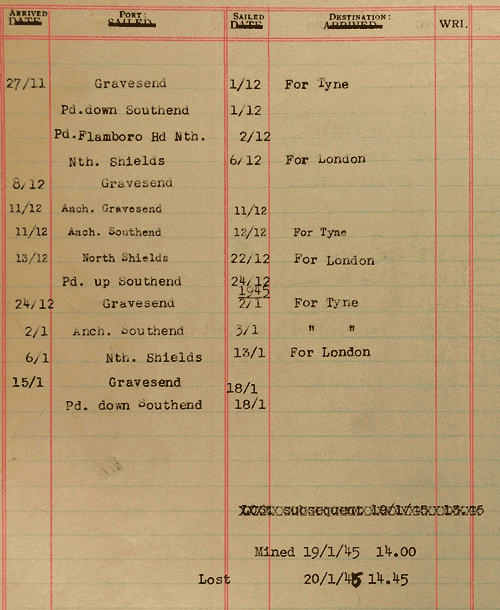 ARRIVED DATE PORT: SAILED SAILED DATE DESTINATION: ARRIVED WRI.
27/11 Gravesend 1/12 For Tyne
Pd.down Southend 1/12
Pd.Flamboro Hd Nth. 2/12
Nth. Shields 6/12 For London
8/12 Gravesend
11/12 Anch. Gravesend 11/12
11/12 Anch. Southend 12/12 For Tyne
13/12 North Shields 22/12 For London
Pd. up Southend 24/12
1945
24/12 Gravesend 2/1 For Tyne
2/1 Anch. Southend 3/1 " "
6/1 Nth. Shields 13/1 For London
15/1 Gravesend 18/1
Pd. down Southend 18/1
subsequent
Mined 19/1/45 14.00
Lost 20/1/45 14.45